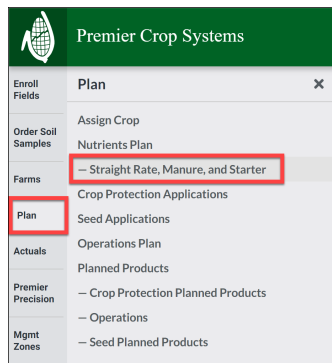 Premier Crop Systems
Enroll
Fields
Order Soil
Samples
Farms
Plan
Actuals
Premier
Precision
Mgmt
Zones
Plan ×
Assign Crop
Nutrients Plan
— Straight Rate, Manure, and Starter
Crop Protection Applications
Seed Applications
Operations Plan
Planned Products
— Crop Protection Planned Products
— Operations
— Seed Planned Products